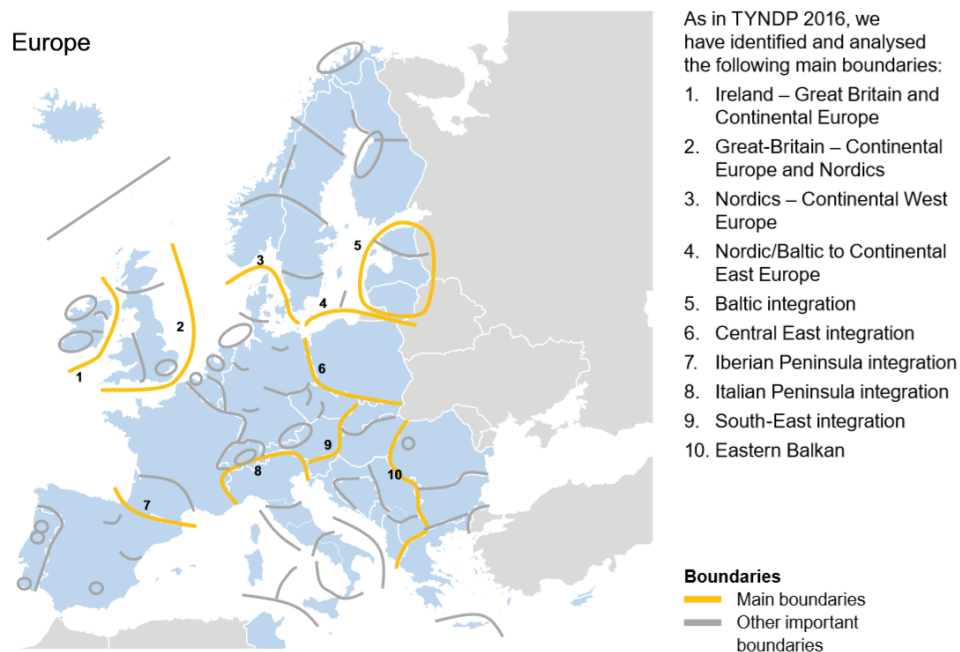 Europe
As in TYNDP 2016, we
have identified and analysed
the following main boundaries:
1. Ireland – Great Britain and
Continental Europe
2. Great-Britain – Continental
Europe and Nordics
3. Nordics – Continental West
Europe
4. Nordic/Baltic to Continental
East Europe
5. Baltic integration
6. Central East integration
7. Iberian Peninsula integration
8. Italian Peninsula integration
9. South-East integration
10. Eastern Balkan
5
3
4
2
1
6
9
8
10
7
Boundaries
Main boundaries
Other important
boundaries